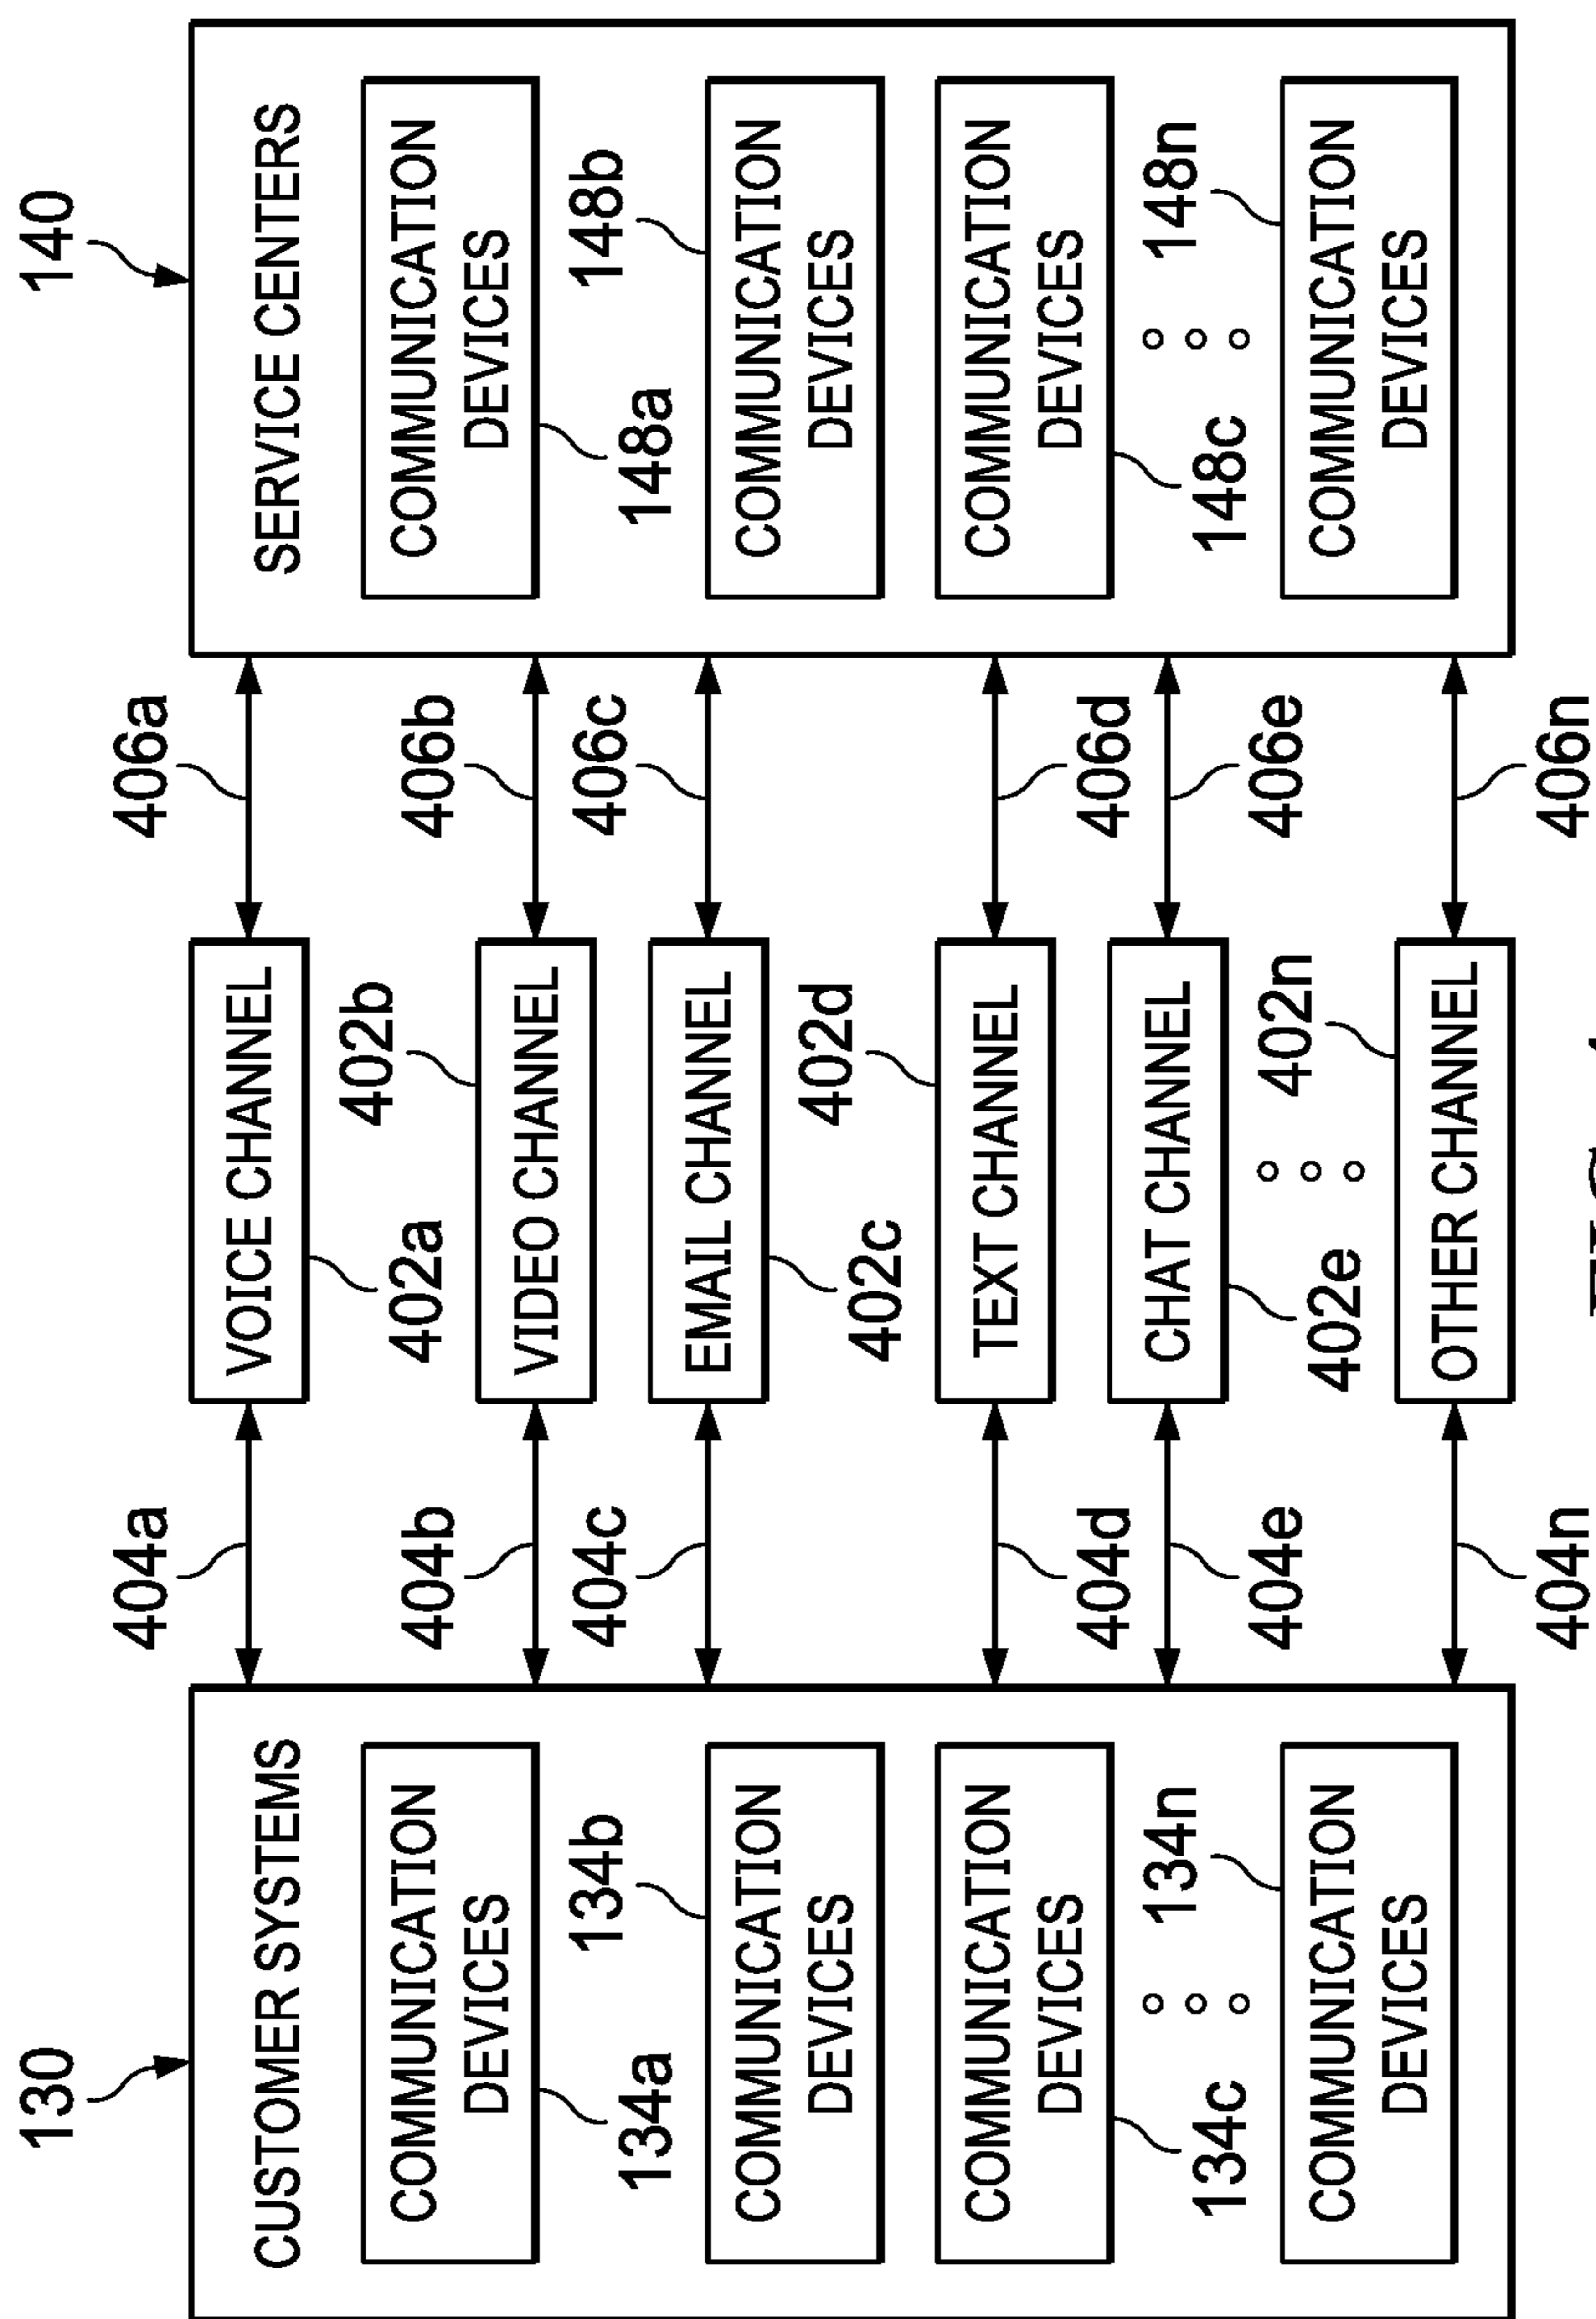 130
CUSTOMER SYSTEMS
COMMUNICATION
DEVICES
134a
134b
COMMUNICATION
DEVICES
COMMUNICATION
DEVICES
134c
134n
COMMUNICATION
DEVICES
404a
404b
404c
404d
404e
404n
VOICE CHANNEL
402a
402b
VIDEO CHANNEL
EMAIL CHANNEL
402c
402d
TEXT CHANNEL
CHAT CHANNEL
402e
402n
OTHER CHANNEL
406a
406b
406c
406d
406e
406n
140
SERVICE CENTERS
COMMUNICATION
DEVICES
148a
148b
COMMUNICATION
DEVICES
COMMUNICATION
DEVICES
148c
148n
COMMUNICATION
DEVICES